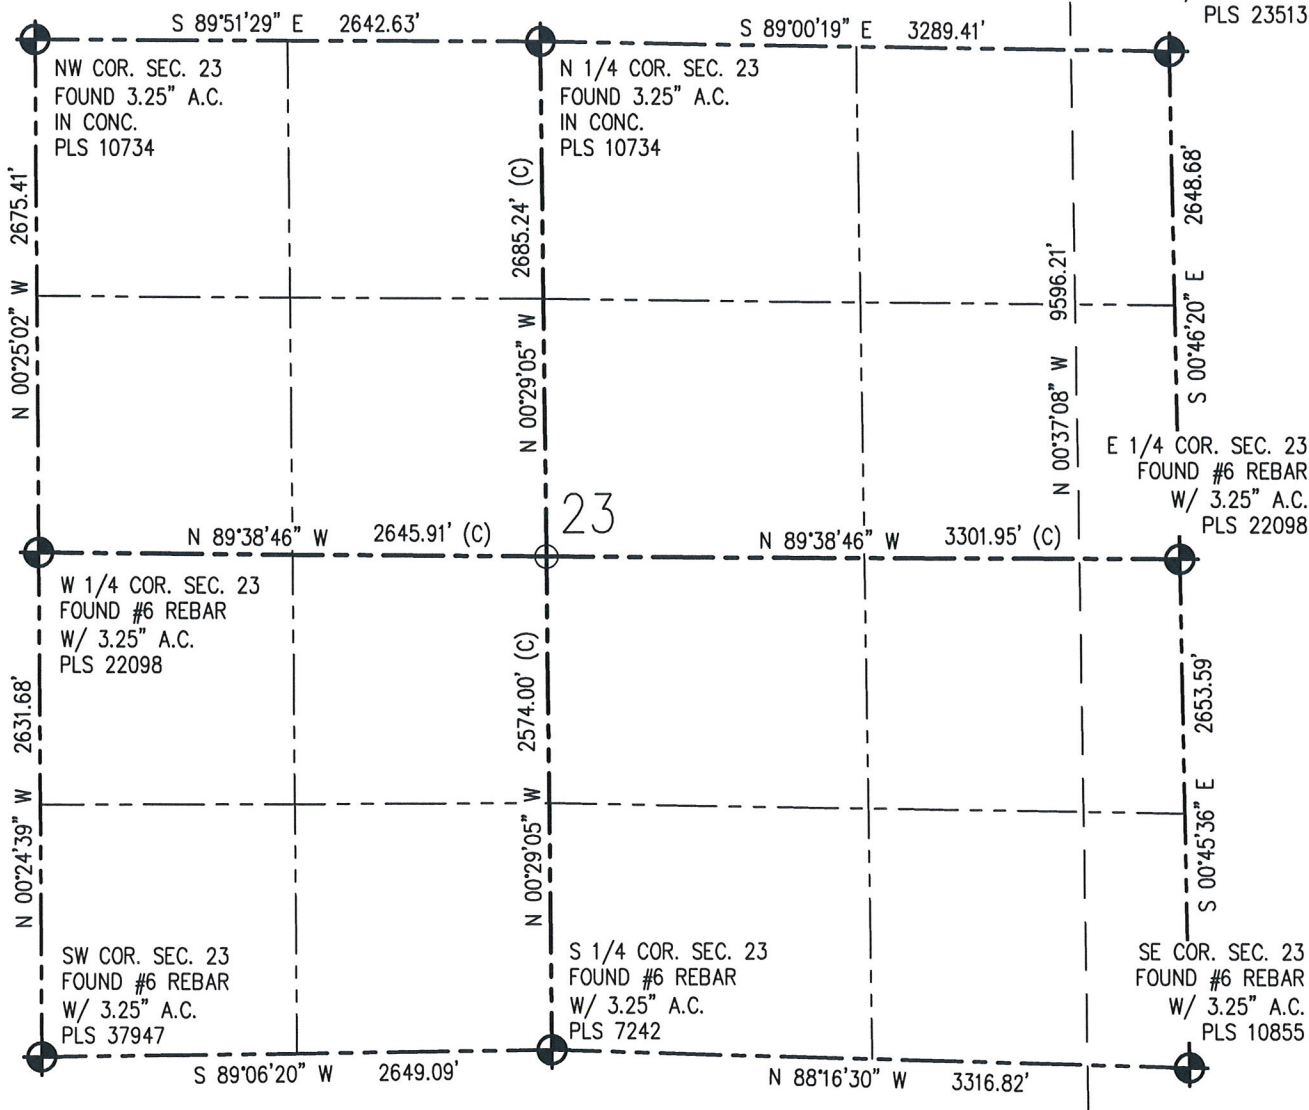 PLS 23513
S 89°51'29" E 2642.63'
S 89°00'19" E 3289.41'
NW COR. SEC. 23
FOUND 3.25" A.C.
IN CONC.
PLS 10734
N 1/4 COR. SEC. 23
FOUND 3.25" A.C.
IN CONC.
PLS 10734
N 00°25'02" W 2675.41'
N 00°29'05" W 2685.24' (C)
N 00°37'08" W 9596.21'
S 00°46'20" E 2648.68'
E 1/4 COR. SEC. 23
FOUND #6 REBAR
W/ 3.25" A.C.
PLS 22098
23
N 89°38'46" W 2645.91' (C)
N 89°38'46" W 3301.95' (C)
W 1/4 COR. SEC. 23
FOUND #6 REBAR
W/ 3.25" A.C.
PLS 22098
N 00°24'39" W 2631.68'
N 00°29'05" W 2574.00' (C)
S 00°45'36" E 2653.59'
SW COR. SEC. 23
FOUND #6 REBAR
W/ 3.25" A.C.
PLS 37947
S 1/4 COR. SEC. 23
FOUND #6 REBAR
W/ 3.25" A.C.
PLS 7242
SE COR. SEC. 23
FOUND #6 REBAR
W/ 3.25" A.C.
PLS 10855
S 89°06'20" W 2649.09'
N 88°16'30" W 3316.82'